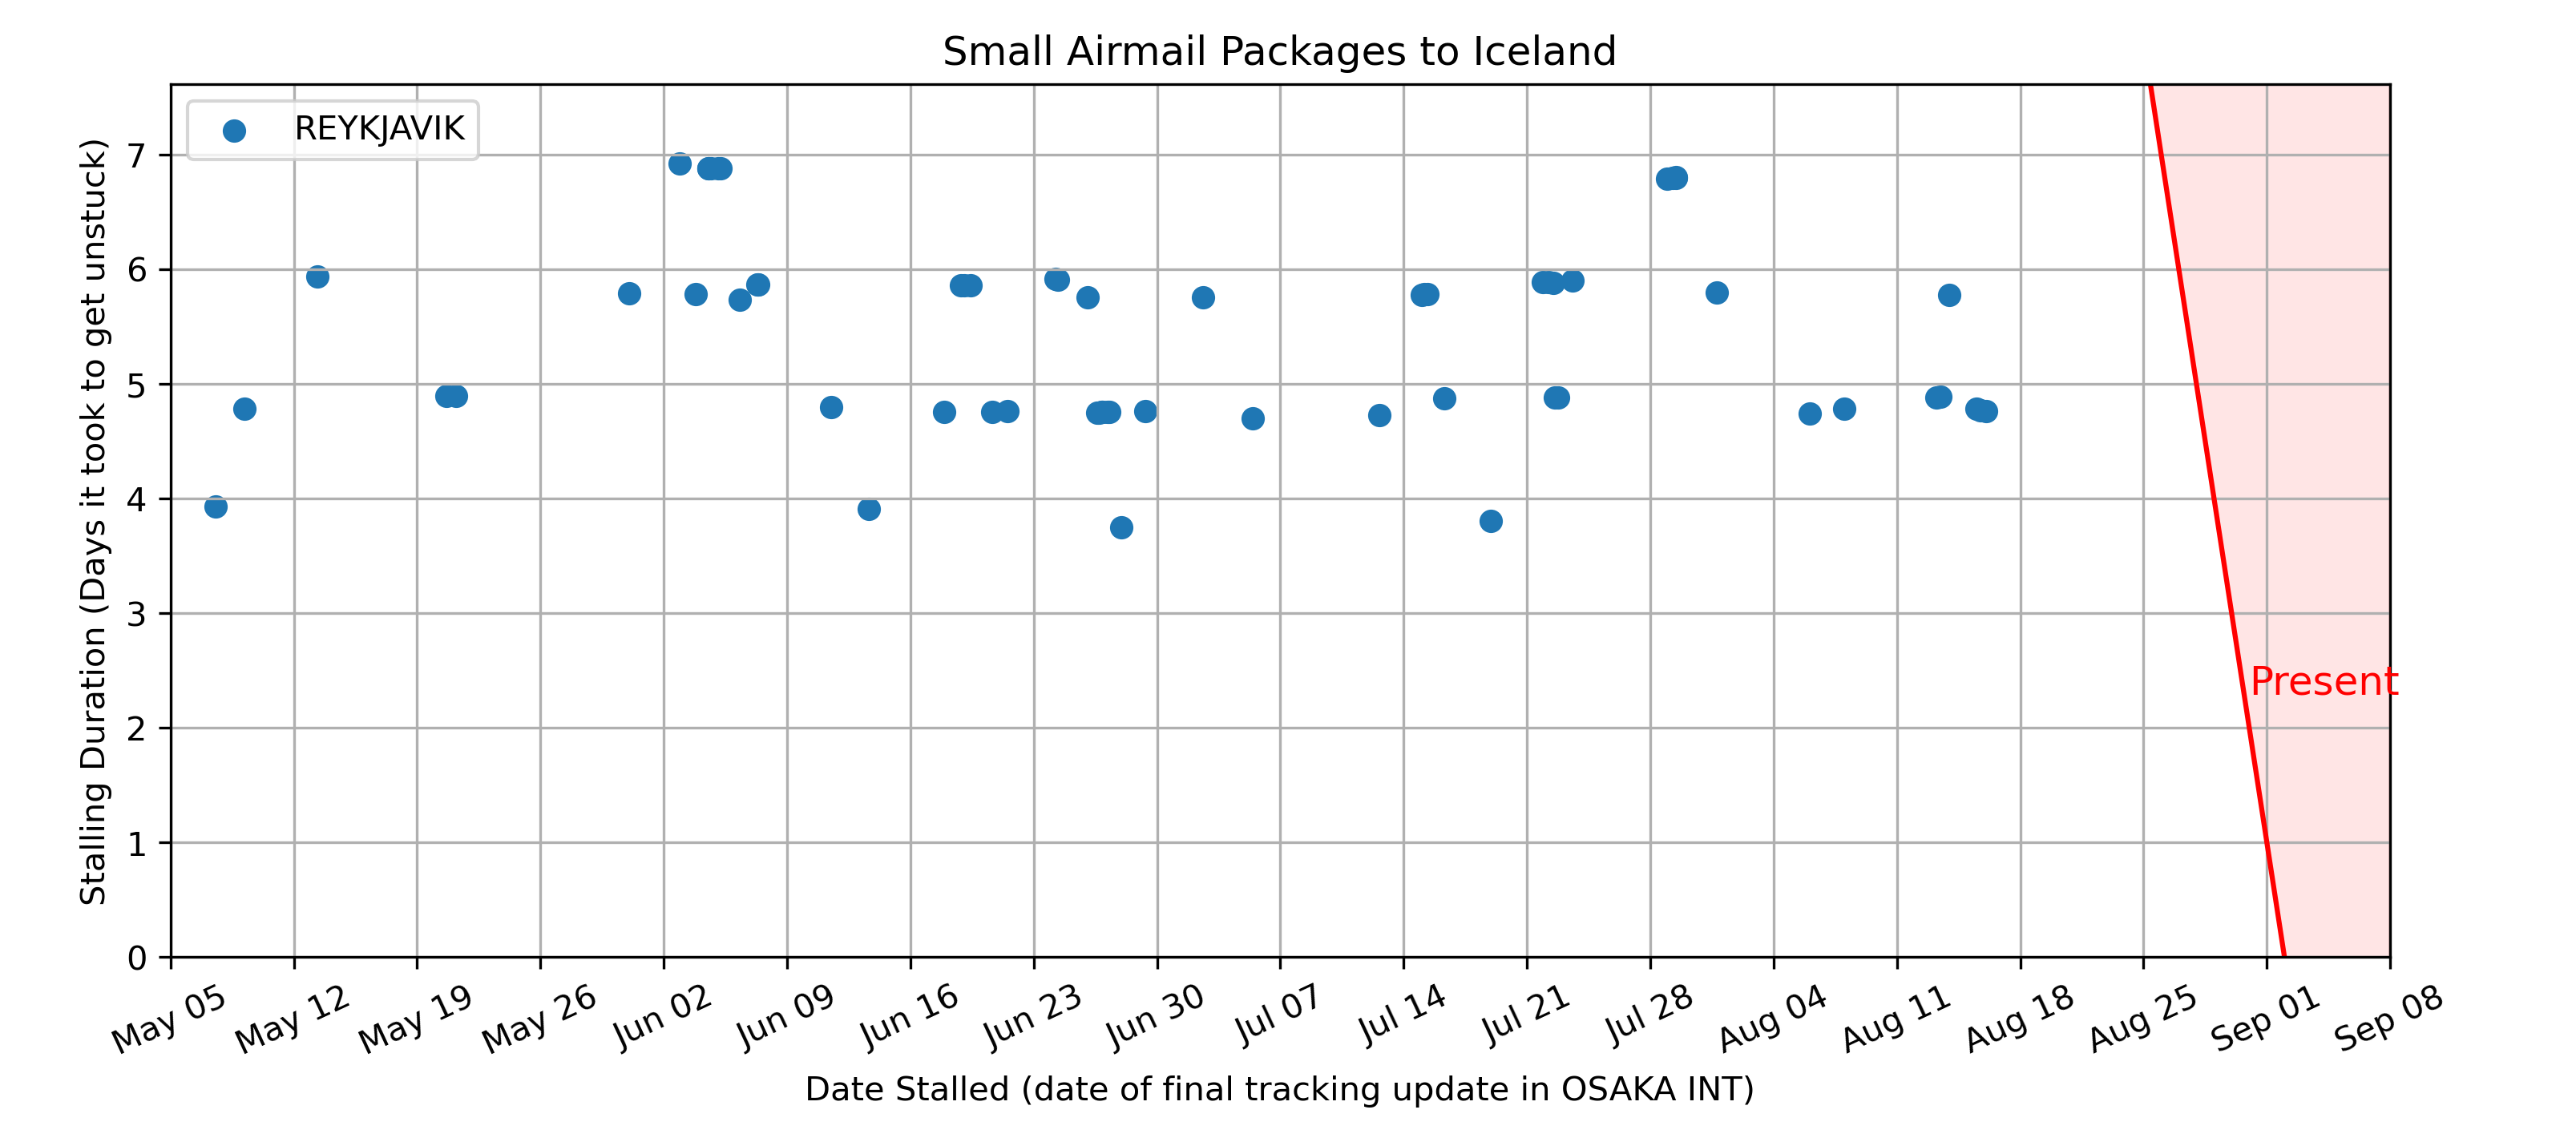 Small Airmail Packages to Iceland
REYKJAVIK
Stalling Duration (Days it took to get unstuck)
7
6
5
4
3
2
1
0
Present
May 05
May 12
May 19
May 26
Jun 02
Jun 09
Jun 16
Jun 23
Jun 30
Jul 07
Jul 14
Jul 21
Jul 28
Aug 04
Aug 11
Aug 18
Aug 25
Sep 01
Sep 08
Date Stalled (date of final tracking update in OSAKA INT)